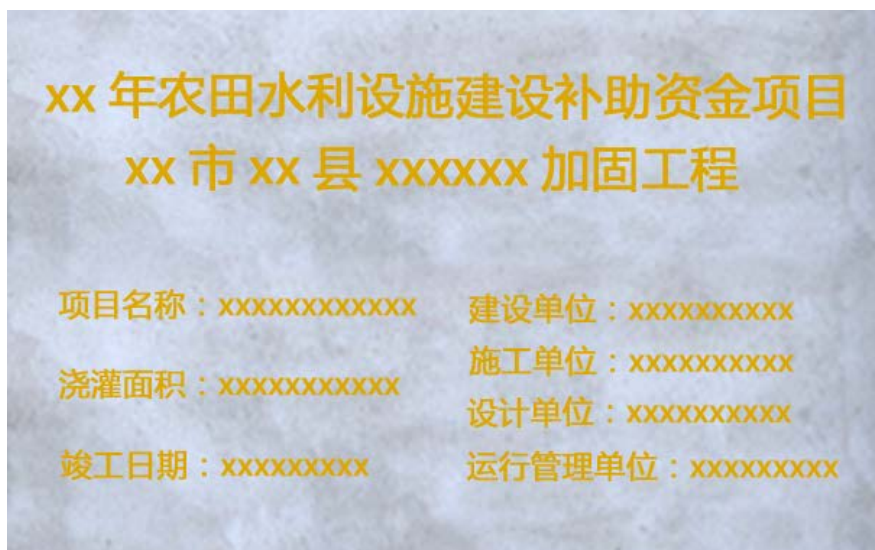 xx 年农田水利设施建设补助资金项目
xx 市 xx 县 xxxxxx 加固工程
项目名称：xxxxxxxxxxxx
浇灌面积：xxxxxxxxxxx
竣工日期：xxxxxxxxx
建设单位：xxxxxxxxxx
施工单位：xxxxxxxxxx
设计单位：xxxxxxxxxx
运行管理单位：xxxxxxxxx